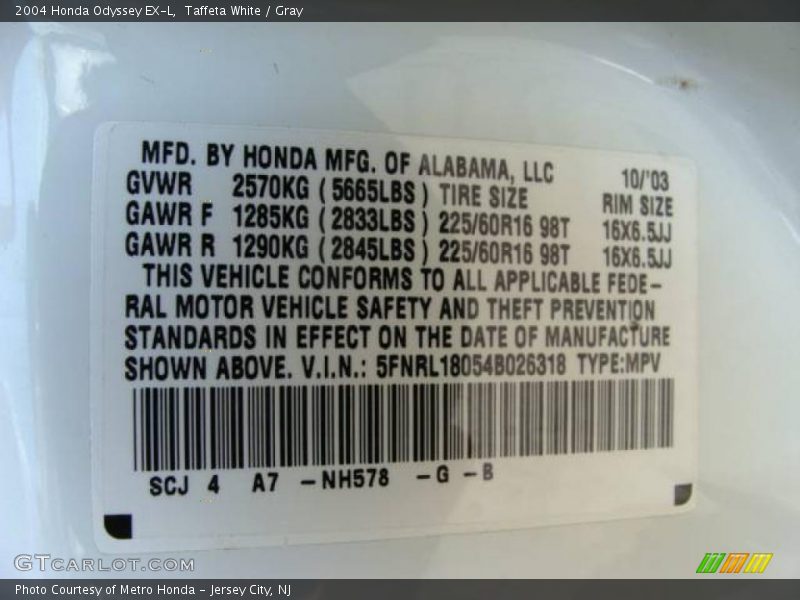 2004 Honda Odyssey EX-L,  Taffeta White / Gray
MFD. BY HONDA MFG. OF ALABAMA, LLC 10/'03
GVWR 2570KG (5665LBS) TIRE SIZE RIM SIZE
GAWR F 1285KG (2833LBS) 225/60R16 98T 16X6.5JJ
GAWR R 1290KG (2845LBS) 225/60R16 98T 16X6.5JJ
THIS VEHICLE CONFORMS TO ALL APPLICABLE FEDE-
RAL MOTOR VEHICLE SAFETY AND THEFT PREVENTION
STANDARDS IN EFFECT ON THE DATE OF MANUFACTURE
SHOWN ABOVE. V.I.N.: 5FNRL18054B026318 TYPE:MPV
SCJ 4 A7 -NH578 -G -B
GTCarlot.com
Photo Courtesy of Metro Honda - Jersey City, NJ